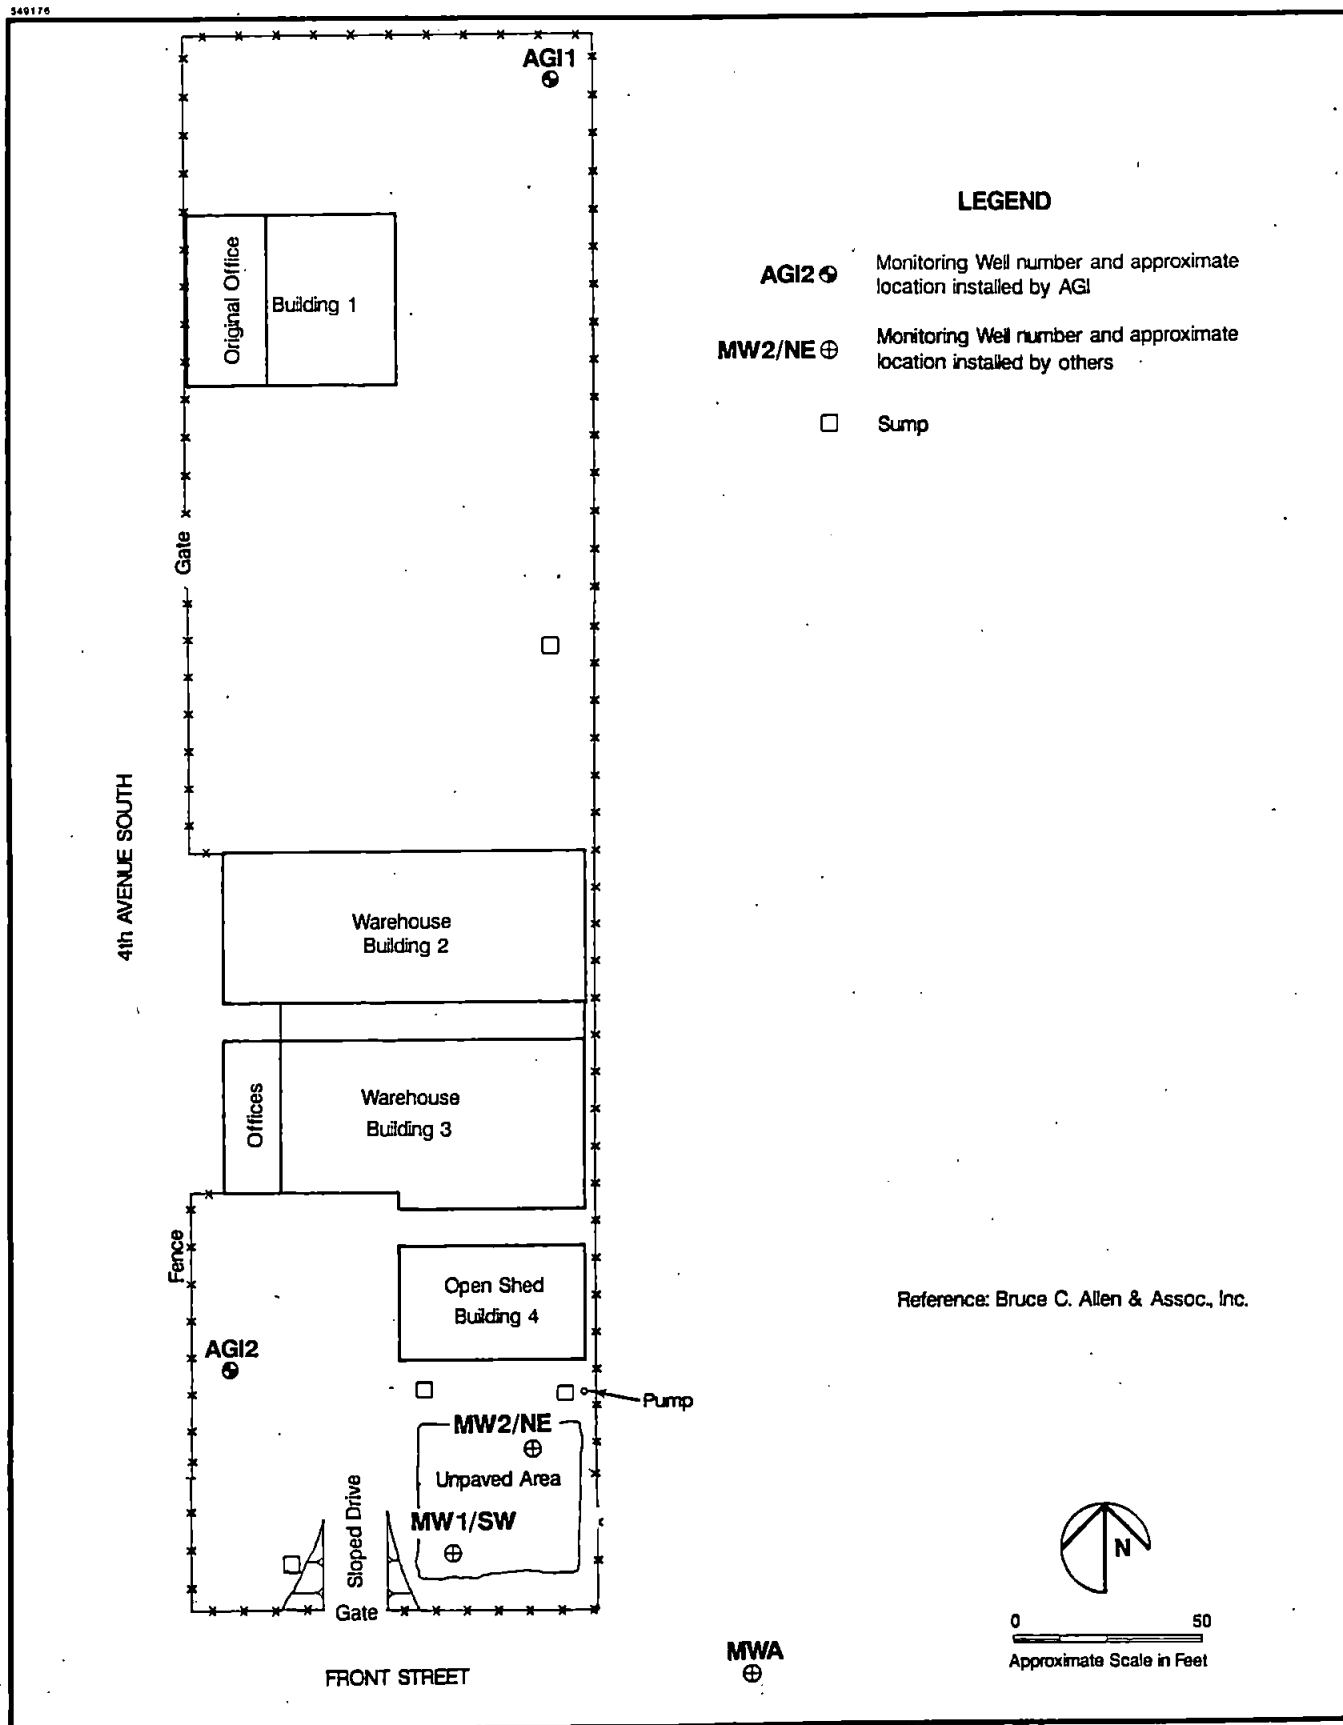 549176
AGI1
LEGEND
AGI2 Monitoring Well number and approximate
location installed by AGI
MW2/NE Monitoring Well number and approximate
location installed by others
Sump
Original Office
Building 1
Gate
4th AVENUE SOUTH
Warehouse
Building 2
Offices
Warehouse
Building 3
Fence
Open Shed
Building 4
Reference: Bruce C. Allen & Assoc., Inc.
AGI2
Pump
MW2/NE
Unpaved Area
MW1/SW
Sloped Drive
Gate
N
0 50
Approximate Scale in Feet
MWA
FRONT STREET